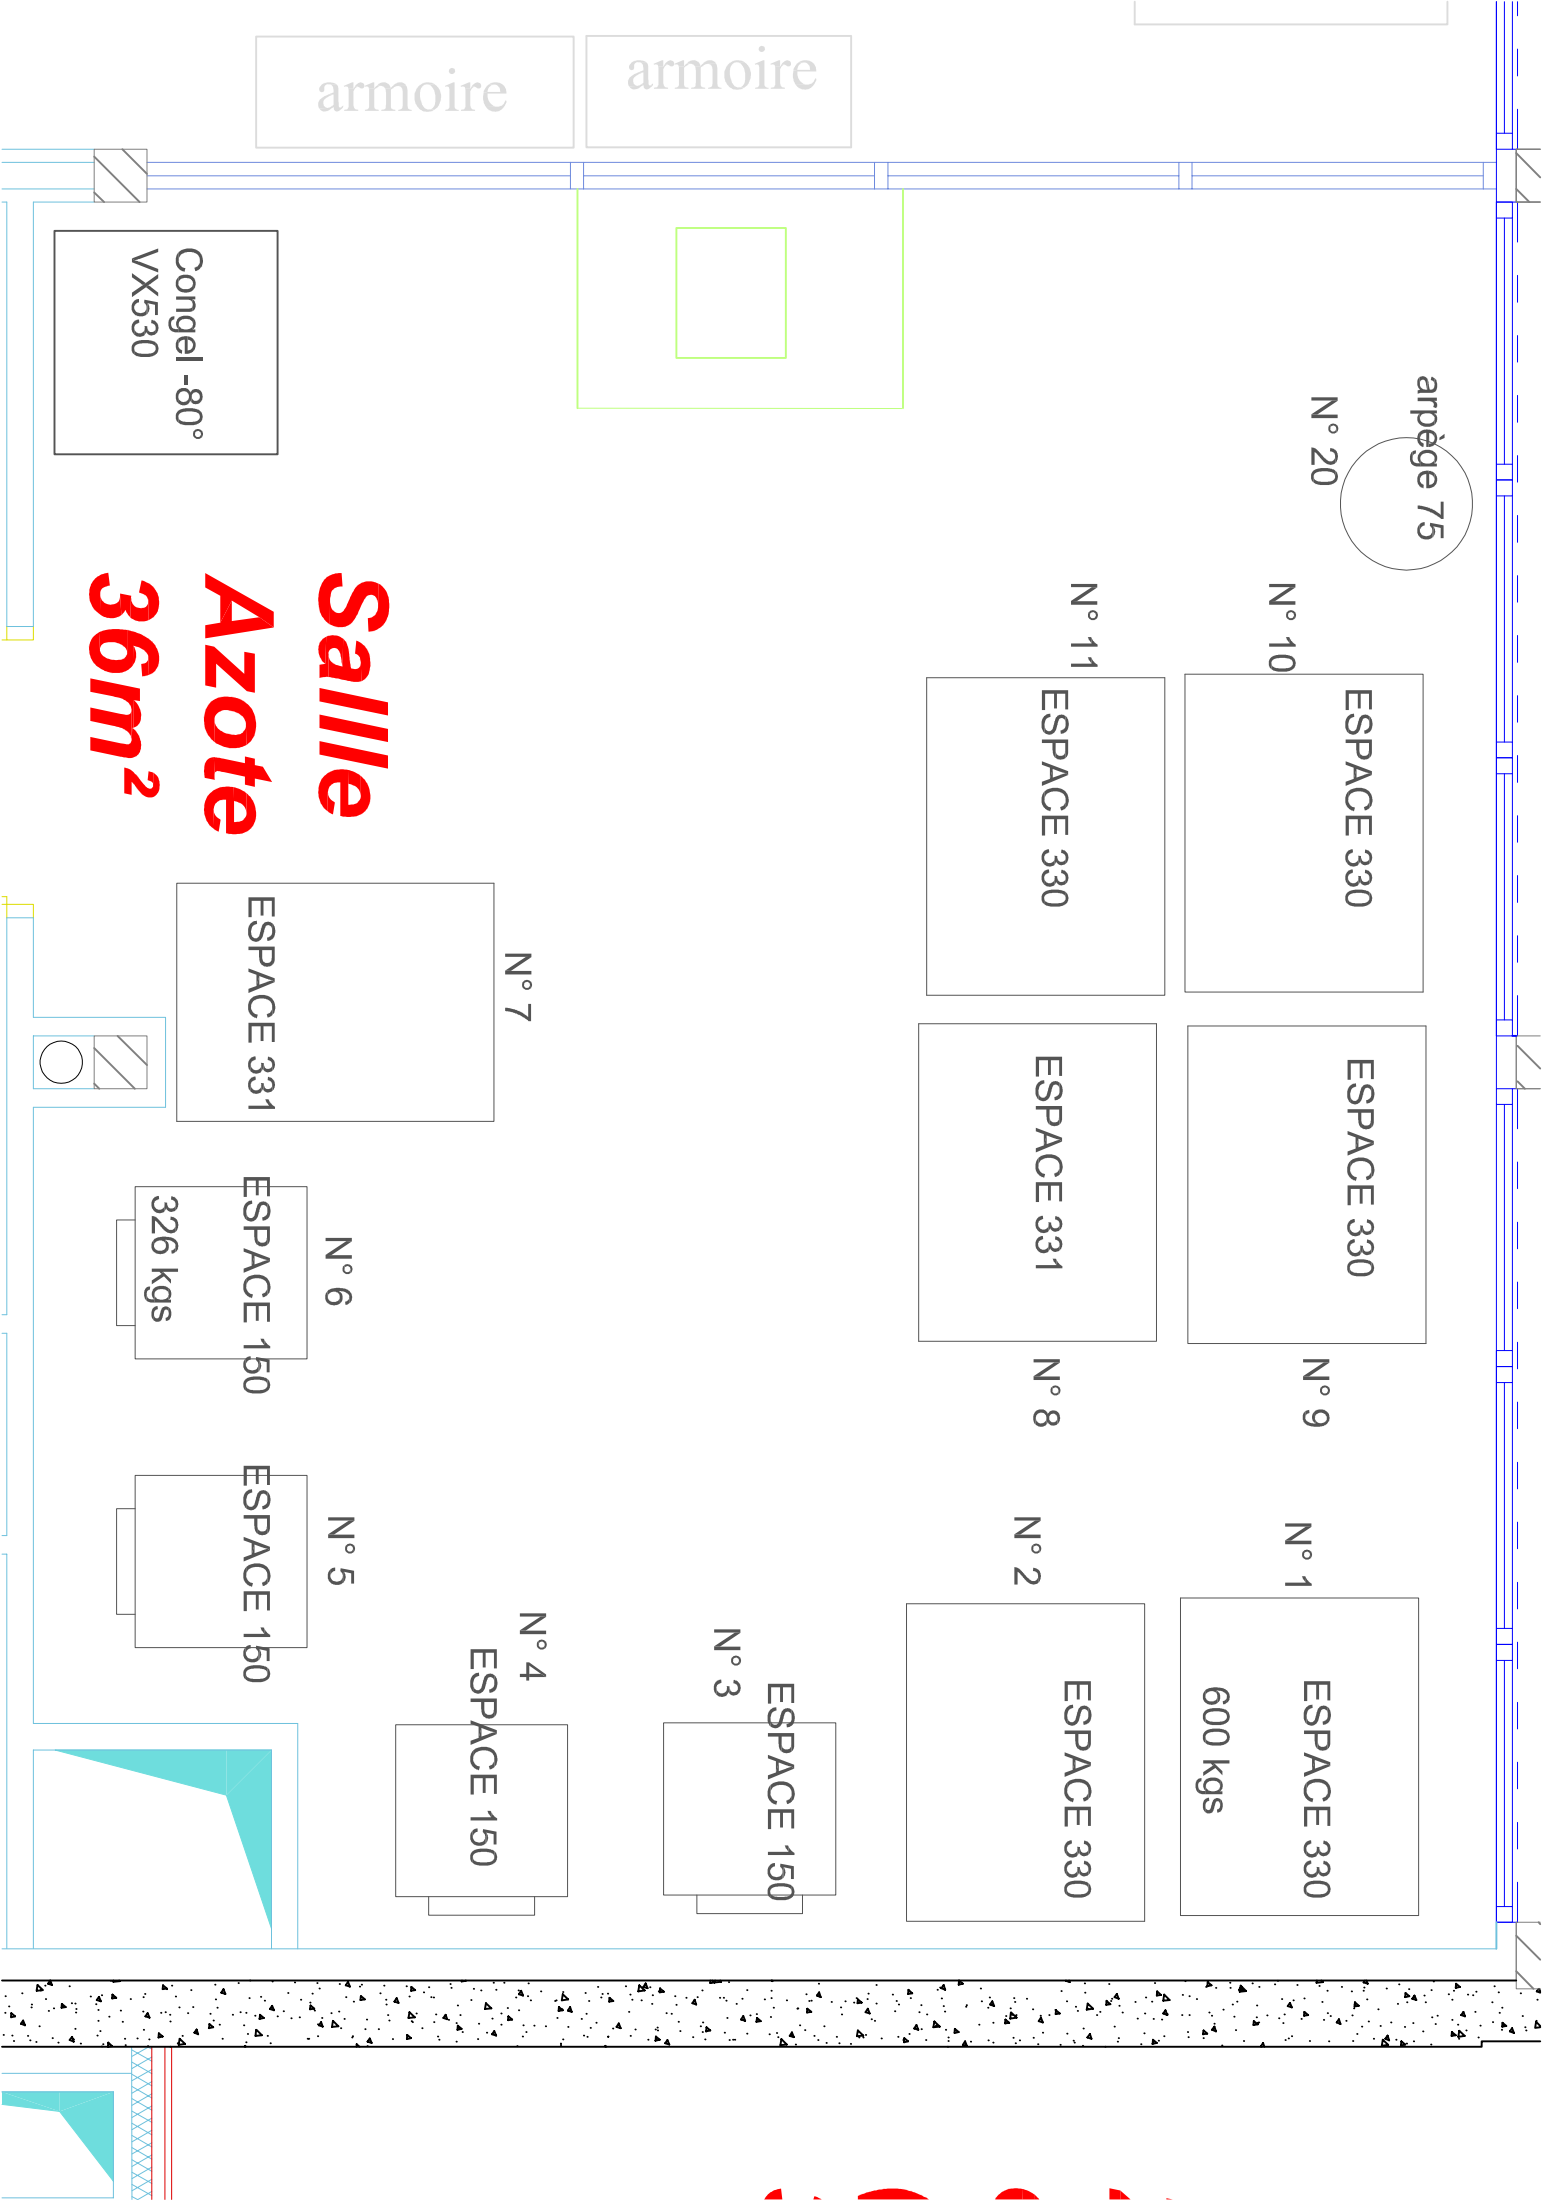 armoire
armoire
Congel -80°
VX530
arpège 75
N° 20
Sallle
Azote
36m²
N° 11
N° 10
ESPACE 330
ESPACE 330
ESPACE 331
N° 7
ESPACE 331
ESPACE 330
N° 8
N° 9
N° 6
ESPACE 150
326 kgs
N° 5
ESPACE 150
N° 4
ESPACE 150
N° 3
ESPACE 150
N° 2
ESPACE 330
N° 1
ESPACE 330
600 kgs